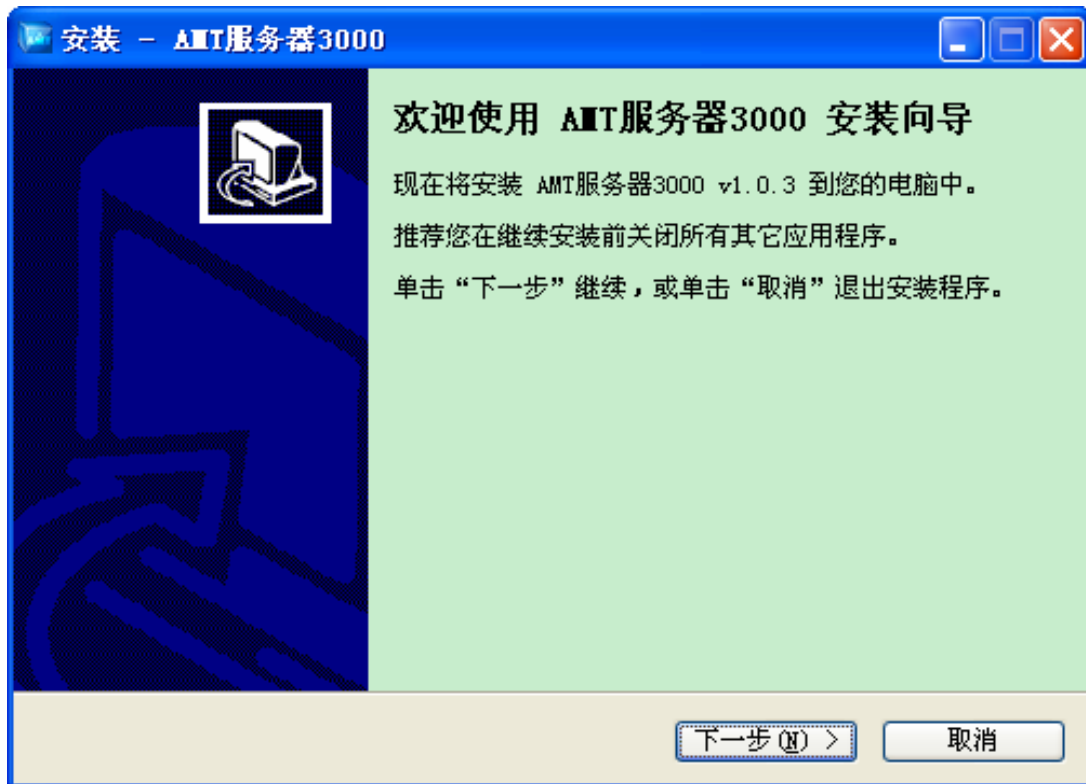 安装 - AMT服务器3000
欢迎使用 AMT服务器3000 安装向导
现在将安装 AMT服务器3000 v1.0.3 到您的电脑中。
推荐您在继续安装前关闭所有其它应用程序。
单击“下一步”继续，或单击“取消”退出安装程序。
下一步(N) >
取消